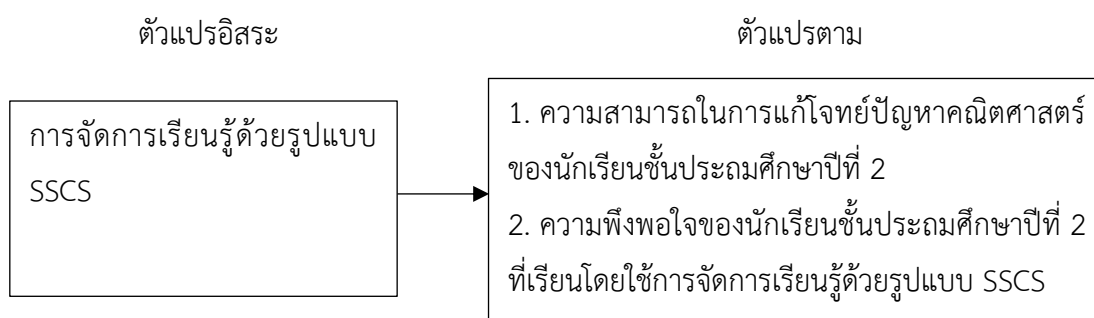 ตัวแปรอิสระ
ตัวแปรตาม
การจัดการเรียนรู้ด้วยรูปแบบ
SSCS
1. ความสามารถในการแก้โจทย์ปัญหาคณิตศาสตร์
ของนักเรียนชั้นประถมศึกษาปีที่ 2
2. ความพึงพอใจของนักเรียนชั้นประถมศึกษาปีที่ 2
ที่เรียนโดยใช้การจัดการเรียนรู้ด้วยรูปแบบ SSCS